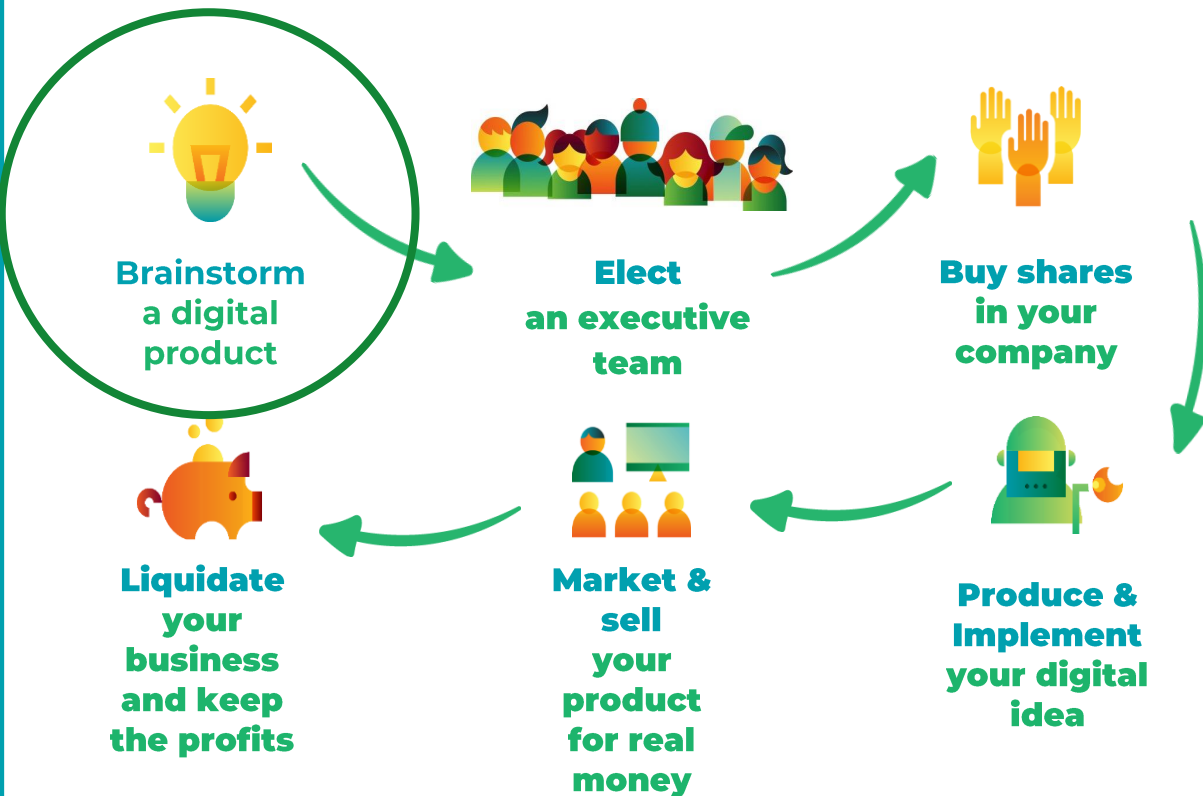 Brainstorm
a digital
product
Elect
an executive
team
Buy shares
in your
company
Produce &
Implement
your digital
idea
Market &
sell
your
product
for real
money
Liquidate
your
business
and keep
the profits